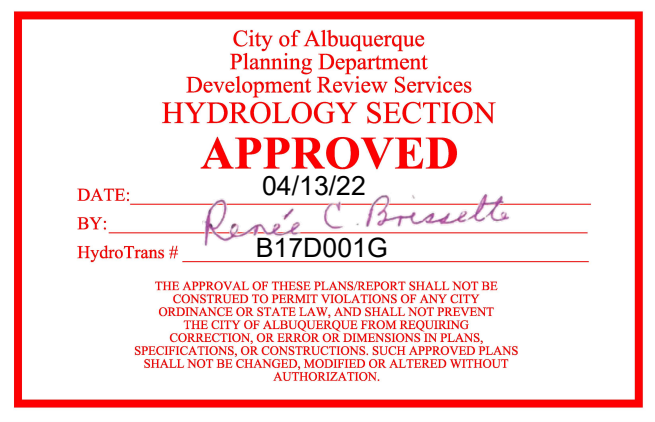 City of Albuquerque
Planning Department
Development Review Services
HYDROLOGY SECTION
APPROVED
DATE: 04/13/22
BY: Renée C. Brissette
HydroTrans # B17D001G
THE APPROVAL OF THESE PLANS/REPORT SHALL NOT BE
CONSTRUED TO PERMIT VIOLATIONS OF ANY CITY
ORDINANCE OR STATE LAW, AND SHALL NOT PREVENT
THE CITY OF ALBUQUERQUE FROM REQUIRING
CORRECTION, OR ERROR OR DIMENSIONS IN PLANS,
SPECIFICATIONS, OR CONSTRUCTIONS. SUCH APPROVED PLANS
SHALL NOT BE CHANGED, MODIFIED OR ALTERED WITHOUT
AUTHORIZATION.